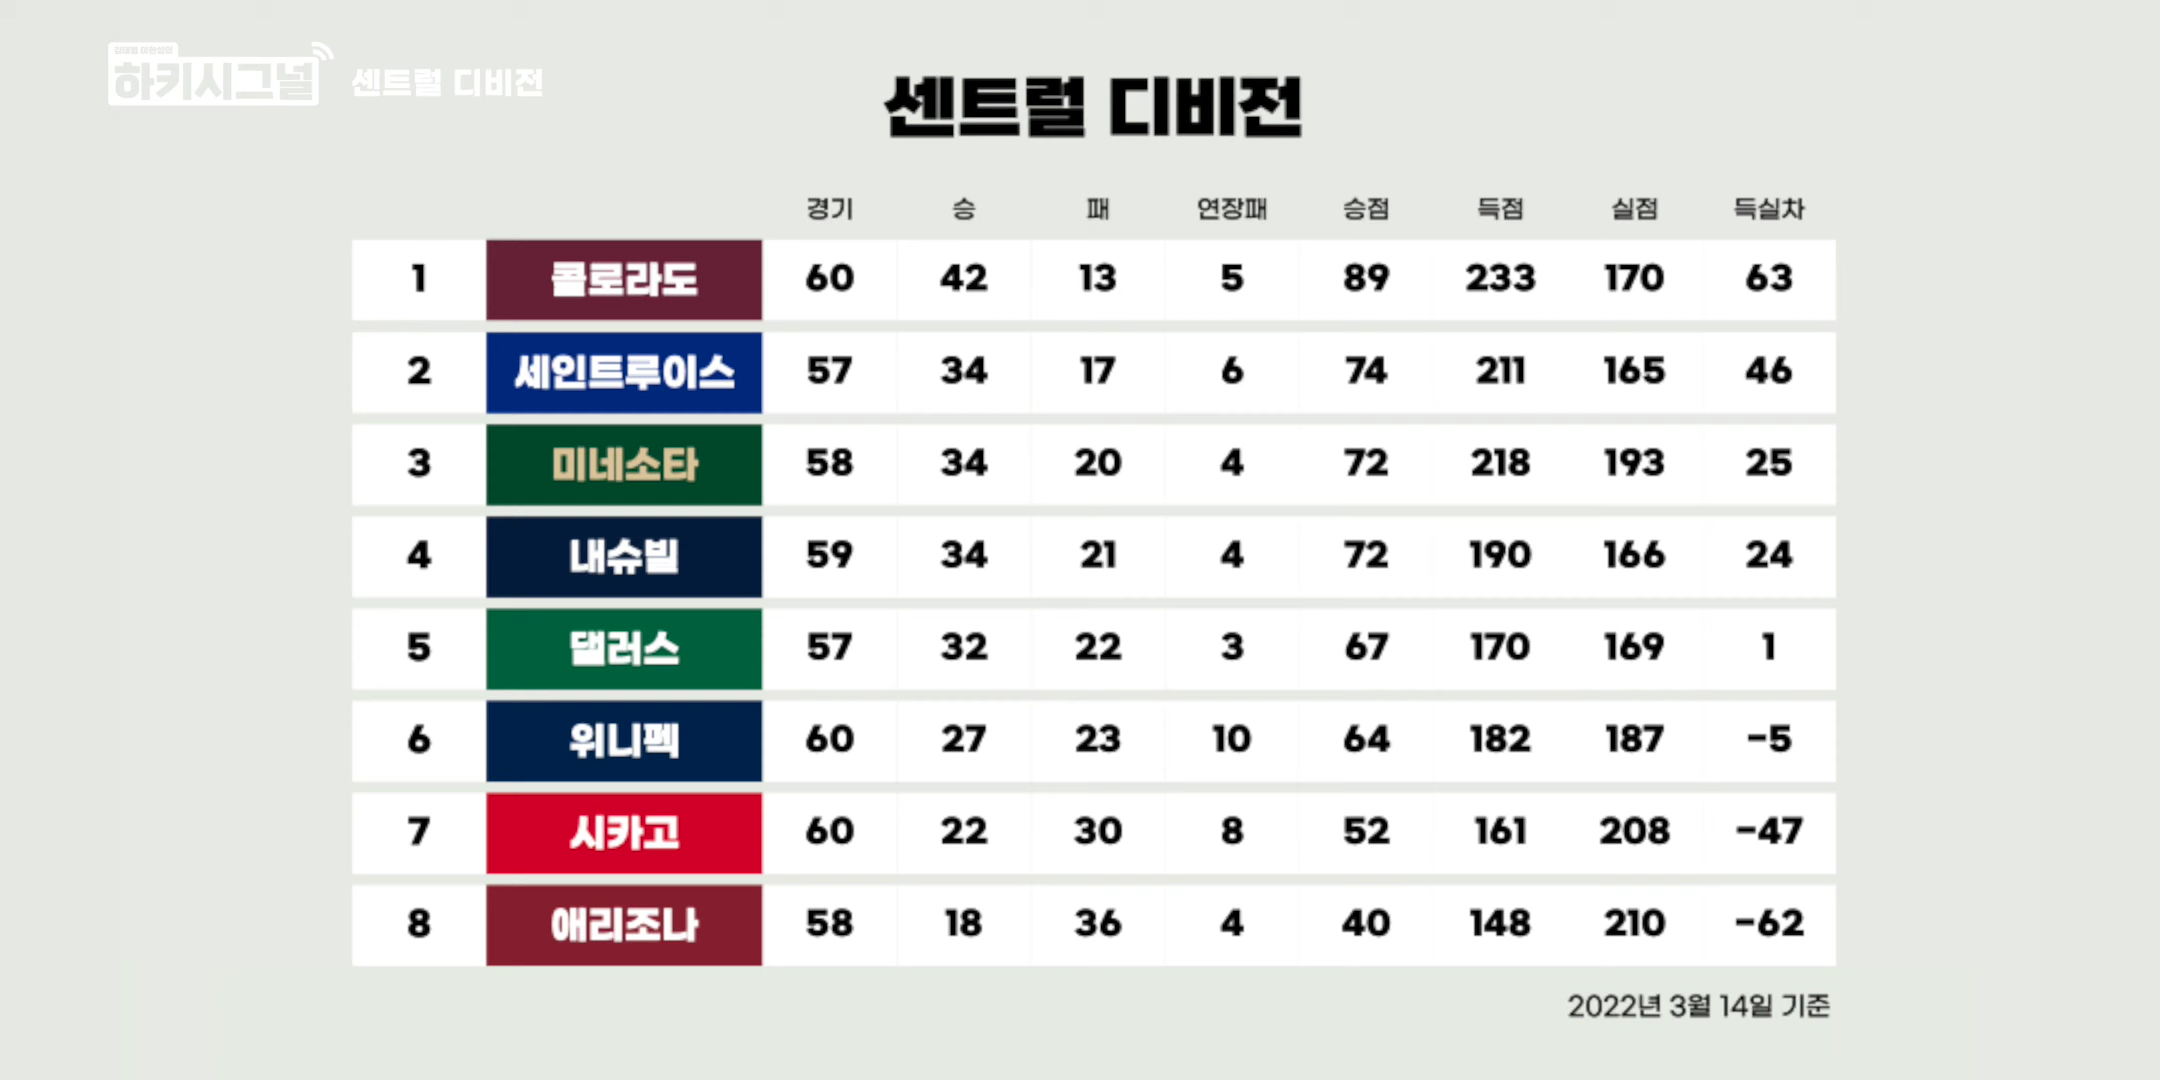 김태범 이한성의
하키시그널 센트럴 디비전
센트럴 디비전
경기 승 패 연장패 승점 득점 실점 득실차
1 콜로라도 60 42 13 5 89 233 170 63
2 세인트루이스 57 34 17 6 74 211 165 46
3 미네소타 58 34 20 4 72 218 193 25
4 내슈빌 59 34 21 4 72 190 166 24
5 댈러스 57 32 22 3 67 170 169 1
6 위니펙 60 27 23 10 64 182 187 -5
7 시카고 60 22 30 8 52 161 208 -47
8 애리조나 58 18 36 4 40 148 210 -62
2022년 3월 14일 기준